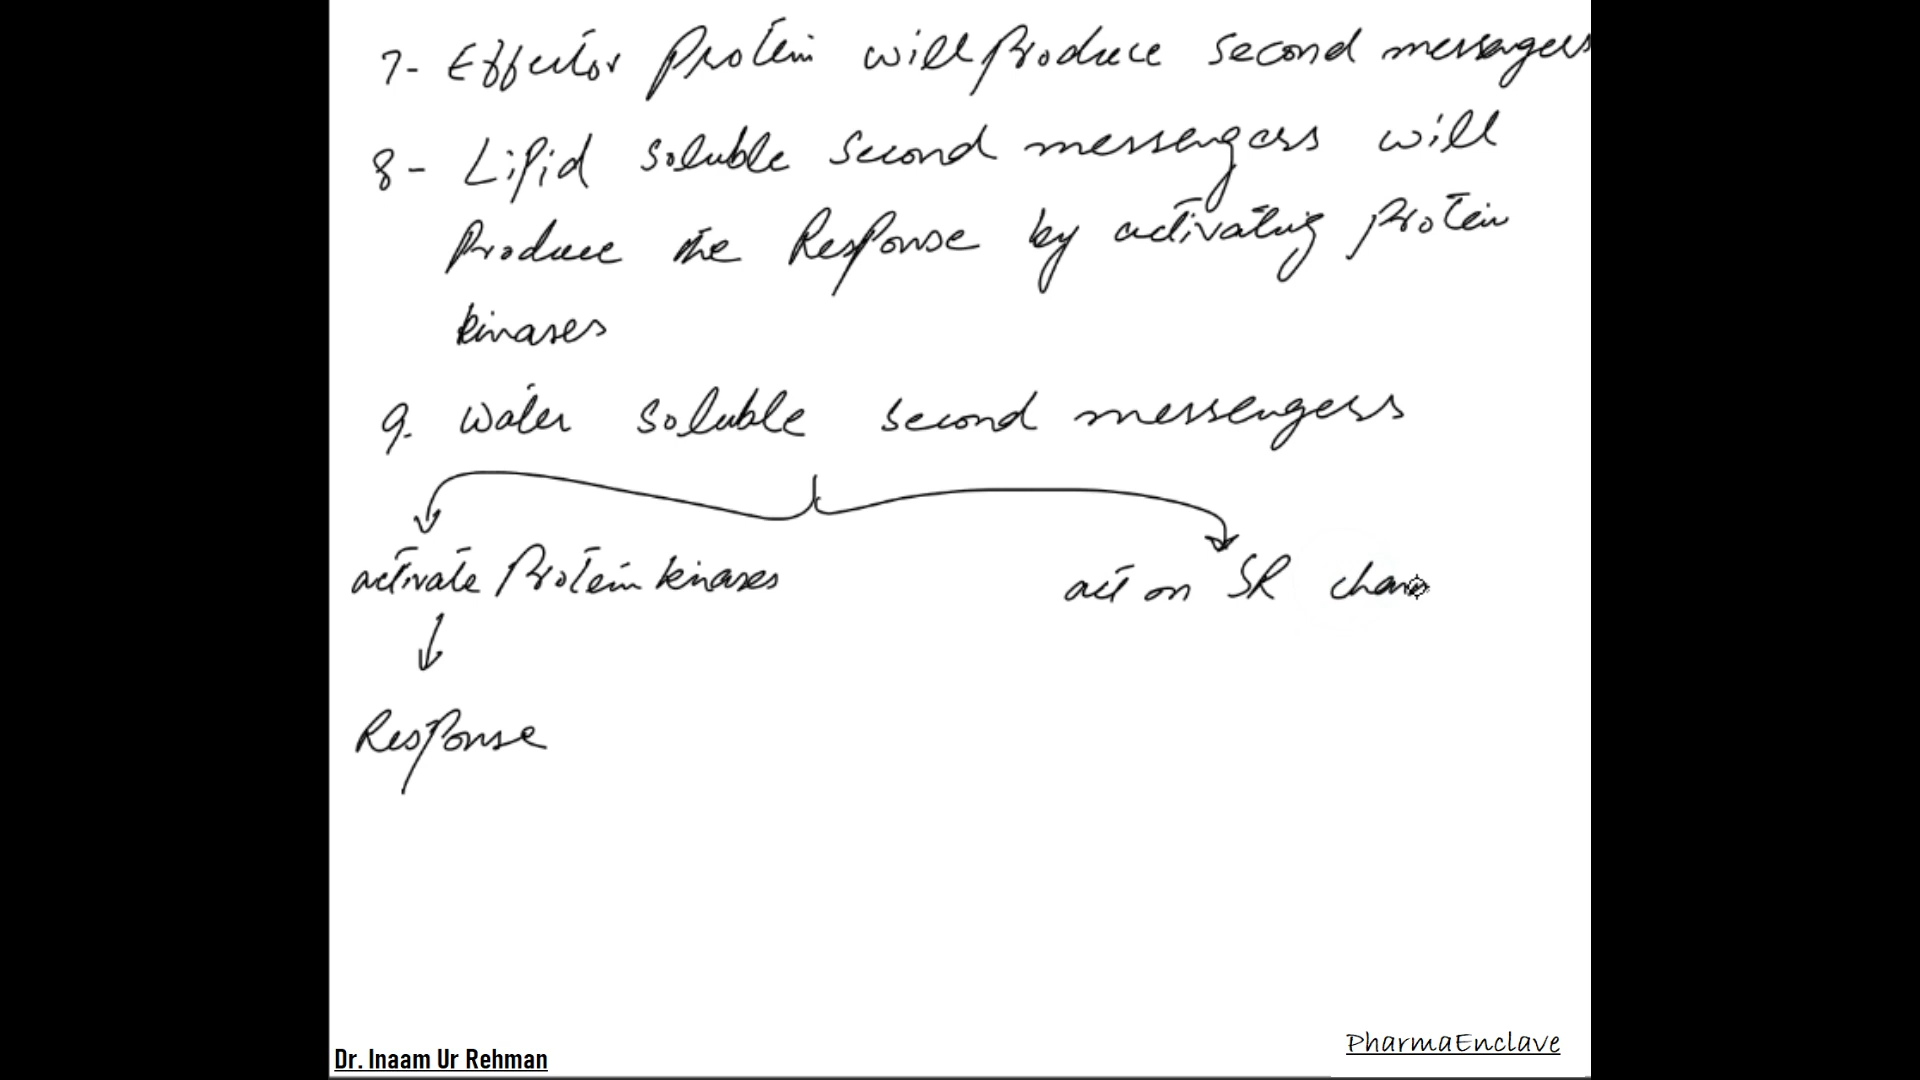 7- Effector Protein will Produce second messengers
8- Lipid soluble second messengers will
Produce the Response by activating protein
kinases
9. water soluble second messengers
activate Protein kinases
act on SR chann
Response
Dr. Inaam Ur Rehman
PharmaEnclave